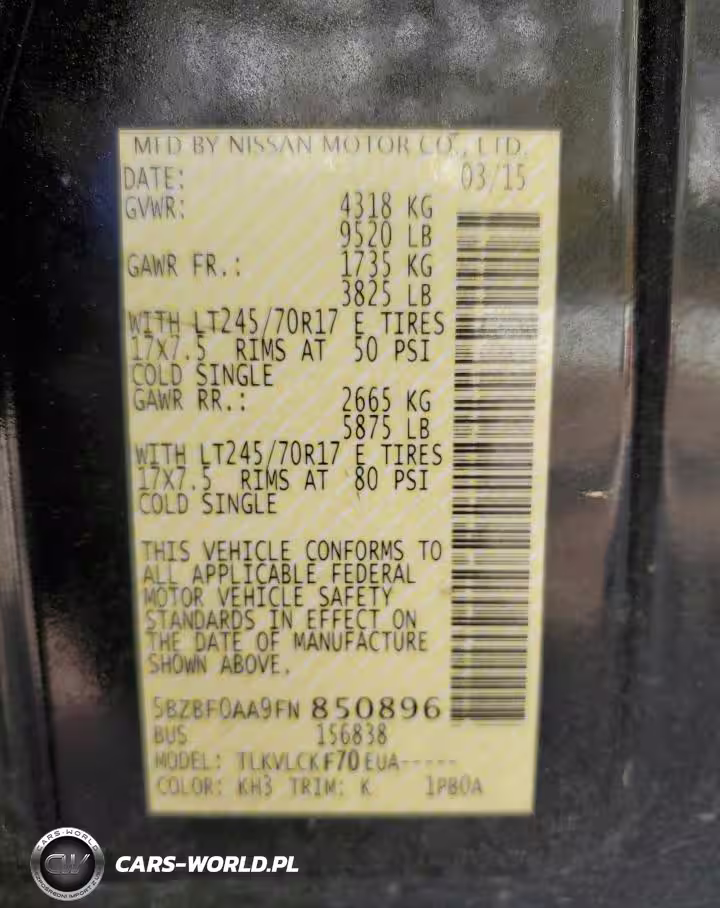 MFD BY NISSAN MOTOR CO., LTD.
DATE: 03/15
GVWR: 4318 KG
9520 LB
GAWR FR.: 1735 KG
3825 LB
WITH LT245/70R17 E TIRES
17X7.5 RIMS AT 50 PSI
COLD SINGLE
GAWR RR.: 2665 KG
5875 LB
WITH LT245/70R17 E TIRES
17X7.5 RIMS AT 80 PSI
COLD SINGLE
THIS VEHICLE CONFORMS TO
ALL APPLICABLE FEDERAL
MOTOR VEHICLE SAFETY
STANDARDS IN EFFECT ON
THE DATE OF MANUFACTURE
SHOWN ABOVE.
5BZBF0AA9FN 850896
BUS 156838
MODEL: TLKVLCKF70EUA-----
COLOR: KH3 TRIM: K 1PB0A
CARS-WORLD
CW
CARS-WORLD.PL